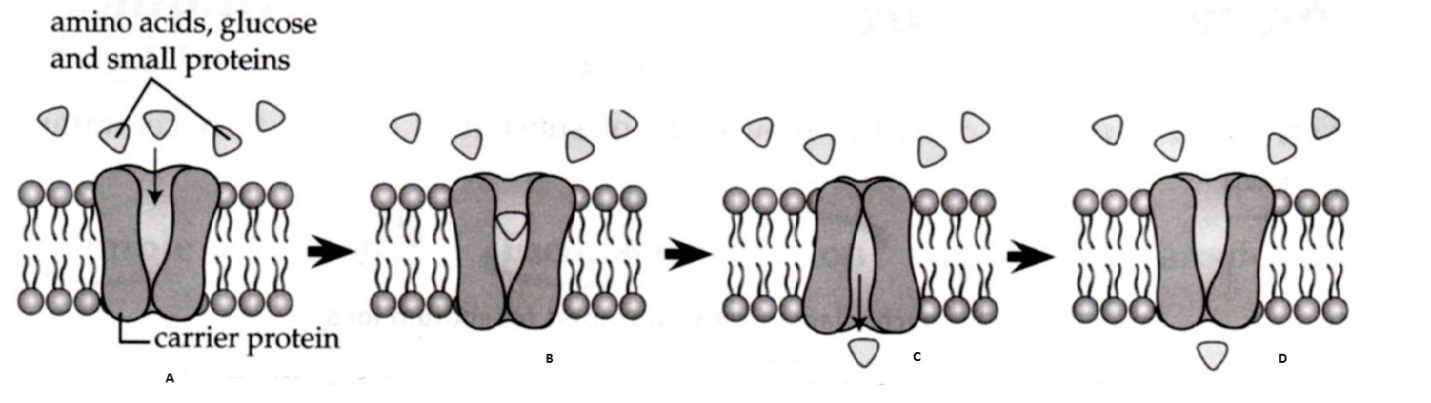 amino acids, glucose
and small proteins
carrier protein
A
B
C
D